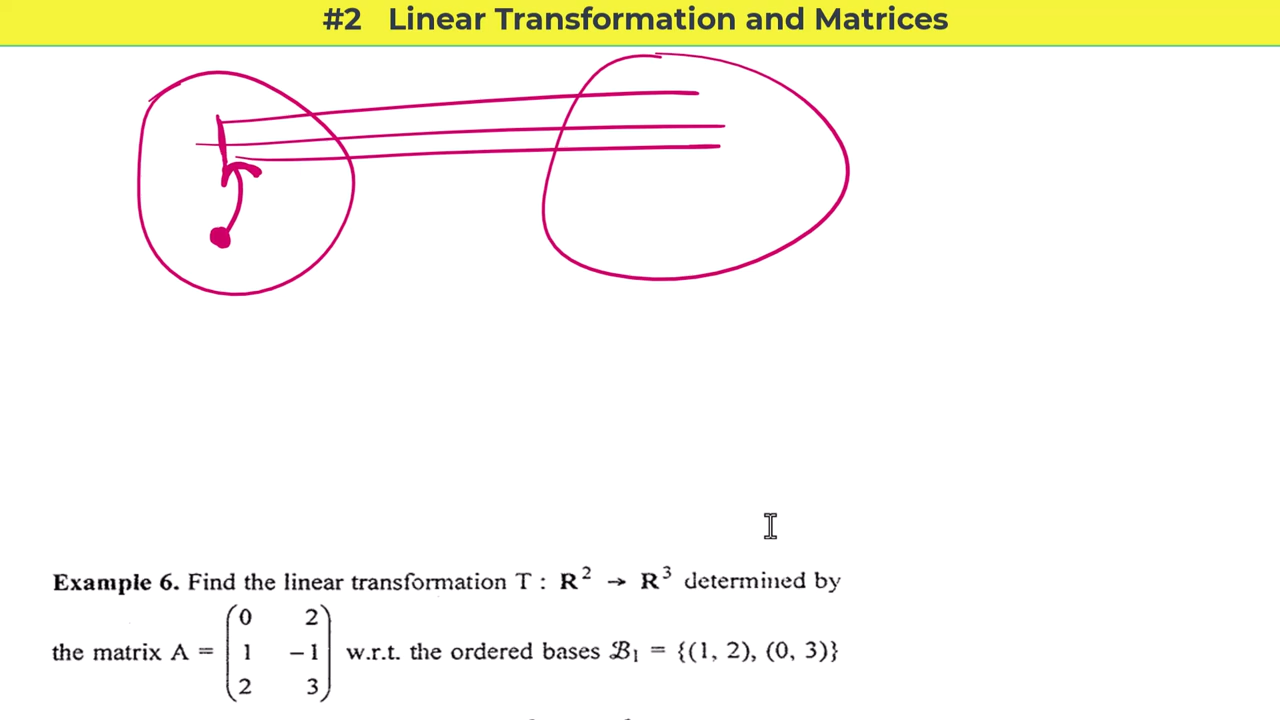 #2 Linear Transformation and Matrices
Example 6. Find the linear transformation T : R² → R³ determined by
the matrix A = (0 2; 1 −1; 2 3) w.r.t. the ordered bases ℬ₁ = {(1, 2), (0, 3)}